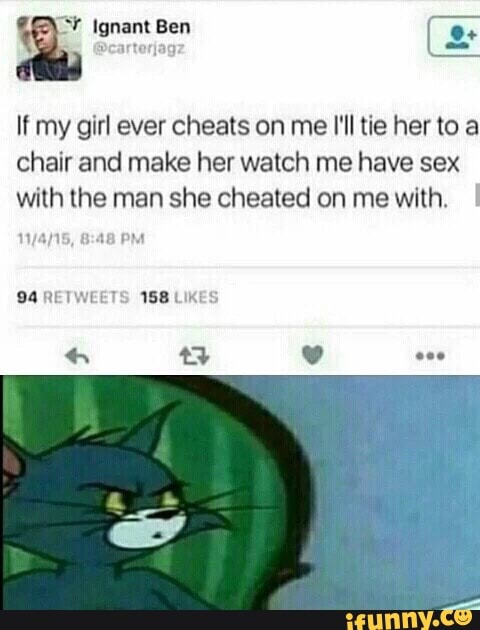 Ignant Ben
@carterjagz
If my girl ever cheats on me I'll tie her to a
chair and make her watch me have sex
with the man she cheated on me with.
11/4/15, 8:48 PM
94 RETWEETS 158 LIKES
ifunny.co